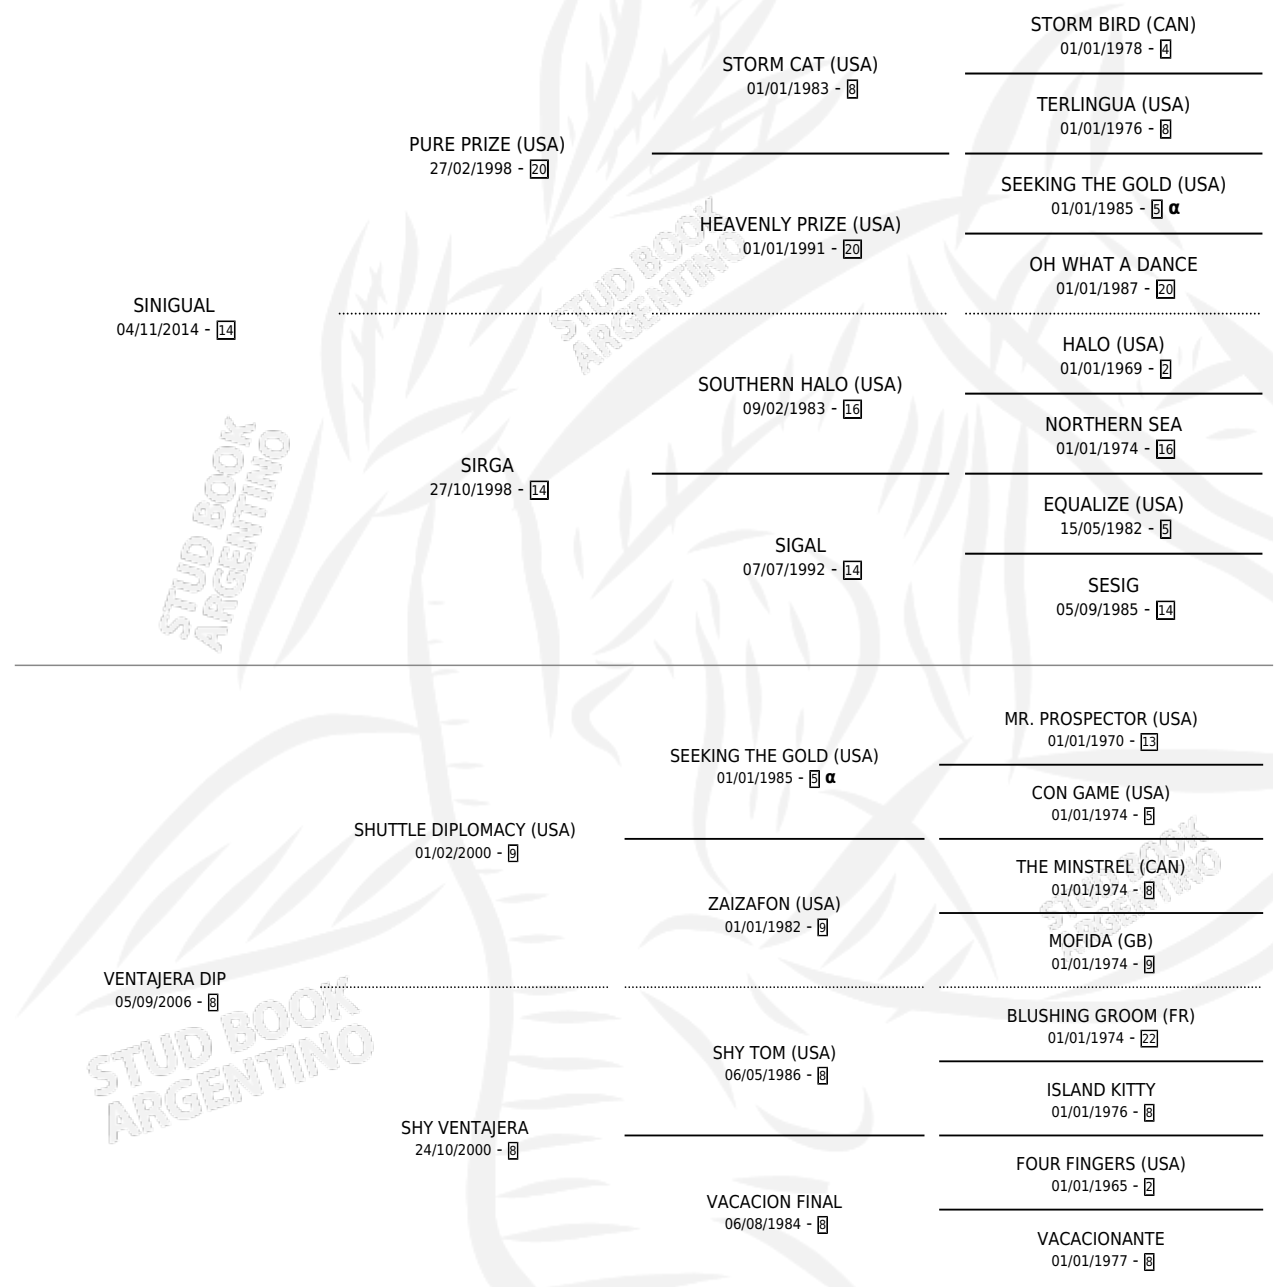 STORM BIRD (CAN)
01/01/1978 - 4
STORM CAT (USA)
01/01/1983 - 8
TERLINGUA (USA)
01/01/1976 - 8
PURE PRIZE (USA)
27/02/1998 - 20
SEEKING THE GOLD (USA)
01/01/1985 - 5 α
HEAVENLY PRIZE (USA)
01/01/1991 - 20
OH WHAT A DANCE
01/01/1987 - 20
SINIGUAL
04/11/2014 - 14
HALO (USA)
01/01/1969 - 2
SOUTHERN HALO (USA)
09/02/1983 - 16
NORTHERN SEA
01/01/1974 - 16
SIRGA
27/10/1998 - 14
EQUALIZE (USA)
15/05/1982 - 5
SIGAL
07/07/1992 - 14
SESIG
05/09/1985 - 14
STUD BOOK
ARGENTINO
STUD BOOK
ARGENTINO
MR. PROSPECTOR (USA)
01/01/1970 - 13
SEEKING THE GOLD (USA)
01/01/1985 - 5 α
CON GAME (USA)
01/01/1974 - 5
SHUTTLE DIPLOMACY (USA)
01/02/2000 - 9
THE MINSTREL (CAN)
01/01/1974 - 8
ZAIZAFON (USA)
01/01/1982 - 9
MOFIDA (GB)
01/01/1974 - 9
VENTAJERA DIP
05/09/2006 - 8
BLUSHING GROOM (FR)
01/01/1974 - 22
SHY TOM (USA)
06/05/1986 - 8
ISLAND KITTY
01/01/1976 - 8
SHY VENTAJERA
24/10/2000 - 8
FOUR FINGERS (USA)
01/01/1965 - 2
VACACION FINAL
06/08/1984 - 8
VACACIONANTE
01/01/1977 - 8
STUD BOOK
ARGENTINO
STUD BOOK
ARGENTINO